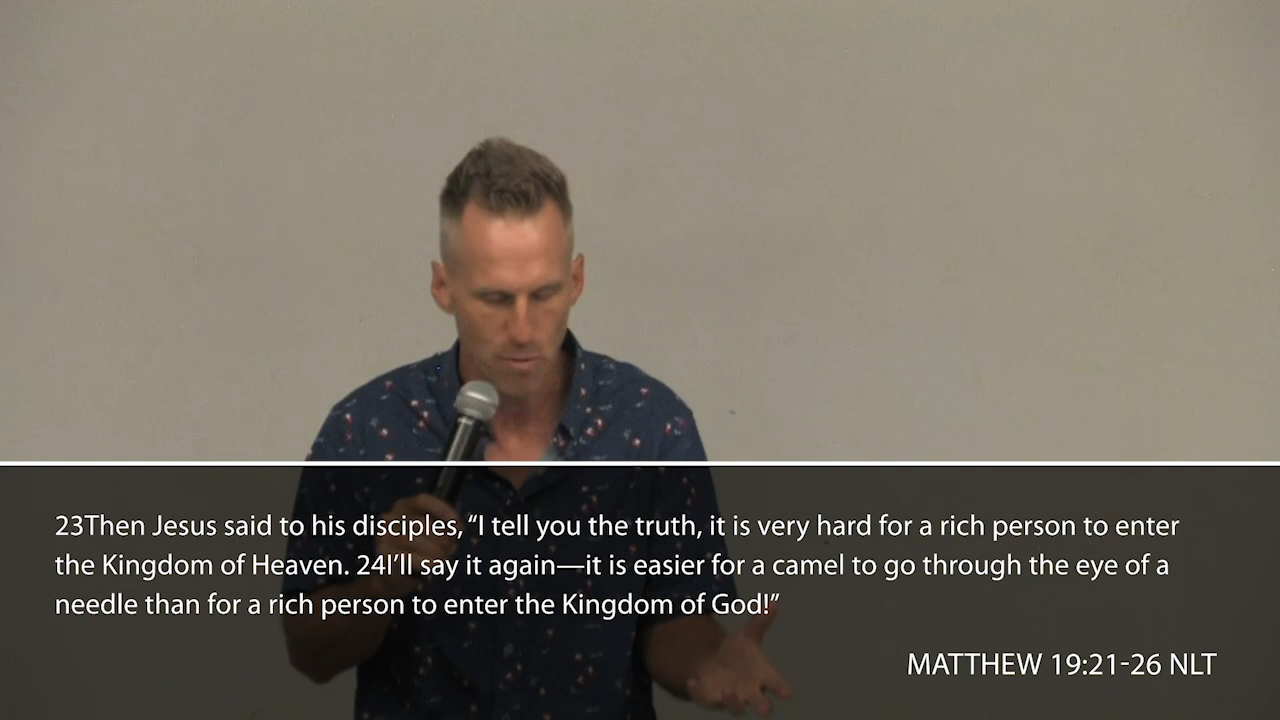 23Then Jesus said to his disciples, “I tell you the truth, it is very hard for a rich person to enter
the Kingdom of Heaven. 24I’ll say it again—it is easier for a camel to go through the eye of a
needle than for a rich person to enter the Kingdom of God!”
MATTHEW 19:21-26 NLT